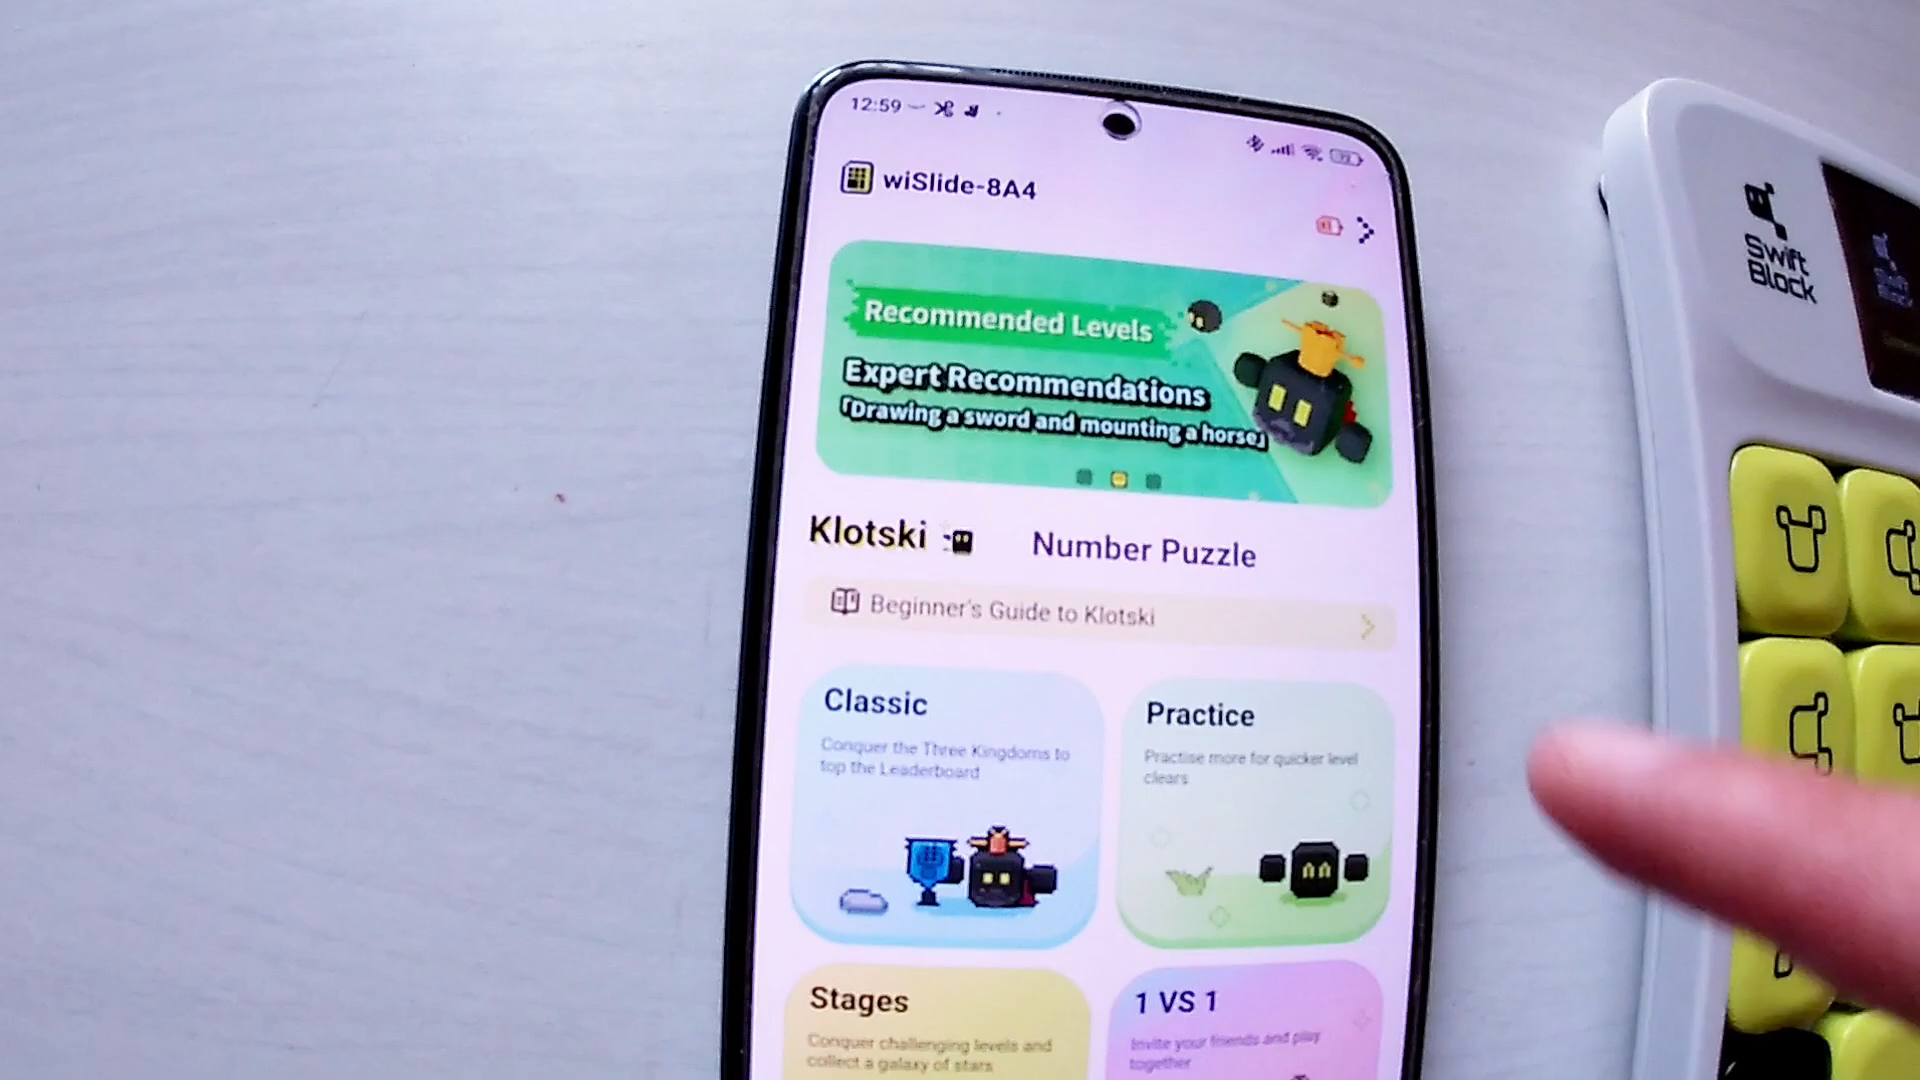 12:59
wiSlide-8A4
Recommended Levels
Expert Recommendations
「Drawing a sword and mounting a horse」
Klotski
Number Puzzle
Beginner's Guide to Klotski
Classic
Conquer the Three Kingdoms to
top the Leaderboard
Practice
Practise more for quicker level
clears
Stages
Conquer challenging levels and
collect a galaxy of stars
1 VS 1
Invite your friends and play
together
Swift
Block